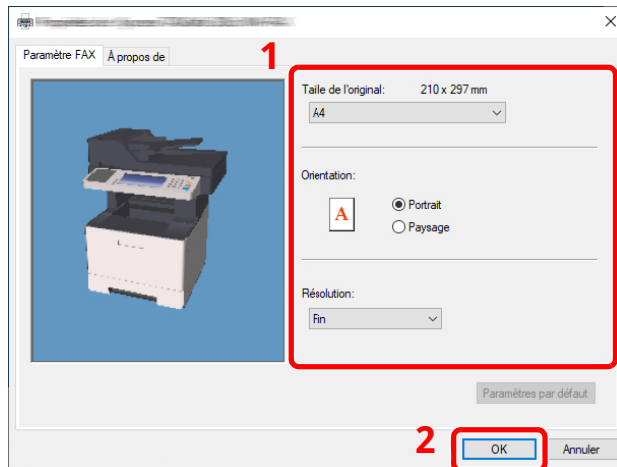 Paramètre FAX
À propos de
1
Taille de l'original:
210 x 297 mm
A4
Orientation:
A
Portrait
Paysage
Résolution:
Fin
Paramètres par défaut
2
OK
Annuler